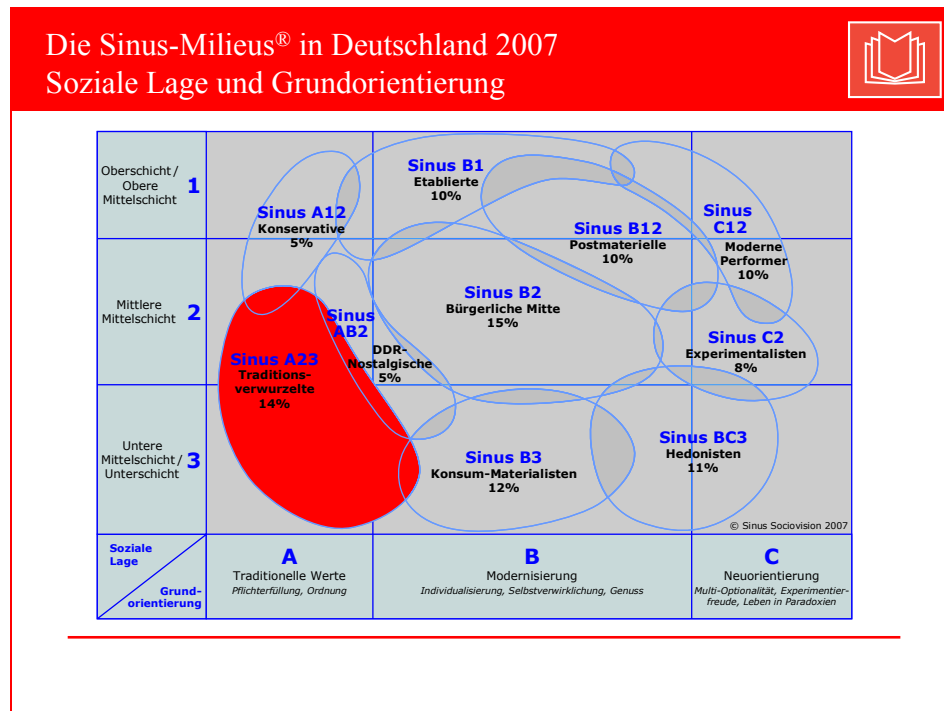 Die Sinus-Milieus® in Deutschland 2007
Soziale Lage und Grundorientierung
Oberschicht /
Obere
Mittelschicht
1
Sinus B1
Etablierte
10%
Sinus A12
Konservative
5%
Sinus B12
Postmaterielle
10%
Sinus
C12
Moderne
Performer
10%
Mittlere
Mittelschicht
2
Sinus B2
Bürgerliche Mitte
15%
Sinus
AB2
DDR-
Nostalgische
5%
Sinus A23
Traditions-
verwurzelte
14%
Sinus C2
Experimentalisten
8%
Untere
Mittelschicht /
Unterschicht
3
Sinus B3
Konsum-Materialisten
12%
Sinus BC3
Hedonisten
11%
© Sinus Sociovision 2007
Soziale
Lage
Grund-
orientierung
A
Traditionelle Werte
Pflichterfüllung, Ordnung
B
Modernisierung
Individualisierung, Selbstverwirklichung, Genuss
C
Neuorientierung
Multi-Optionalität, Experimentier-
freude, Leben in Paradoxien